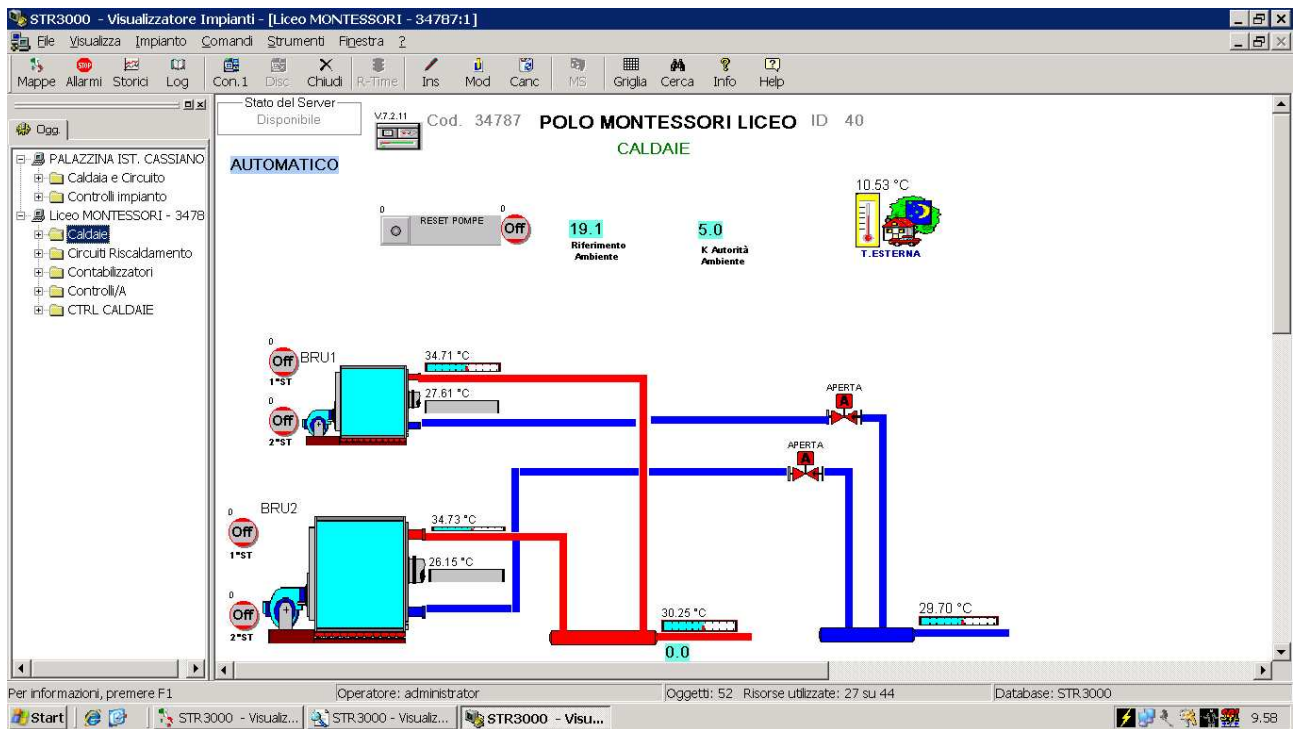 STR3000 - Visualizzatore Impianti - [Liceo MONTESSORI - 34787:1]
File Visualizza Impianto Comandi Strumenti Finestra ?
Mappe Allarmi Storici Log Con.1 Disc Chiudi R-Time Ins Mod Canc MS Griglia Cerca Info Help
Ogg.
PALAZZINA IST. CASSIANO
Caldaia e Circuito
Controlli impianto
Liceo MONTESSORI - 3478
Caldaie
Circuiti Riscaldamento
Contabilizzatori
Controlli/A
CTRL CALDAIE
Stato del Server
Disponibile
V.7.2.11
Cod. 34787 POLO MONTESSORI LICEO ID 40
CALDAIE
AUTOMATICO
10.53 °C
T.ESTERNA
0
RESET POMPE
0
Off
19.1
Riferimento
Ambiente
5.0
K Autorità
Ambiente
0
Off
BRU1
1°ST
34.71 °C
27.61 °C
0
Off
2°ST
APERTA
A
APERTA
A
0
BRU2
Off
1°ST
34.73 °C
26.15 °C
0
Off
2°ST
30.25 °C
0.0
29.70 °C
Per informazioni, premere F1
Operatore: administrator
Oggetti: 52 Risorse utilizzate: 27 su 44
Database: STR3000
Start
STR3000 - Visualiz...
STR3000 - Visualiz...
STR3000 - Visu...
9.58